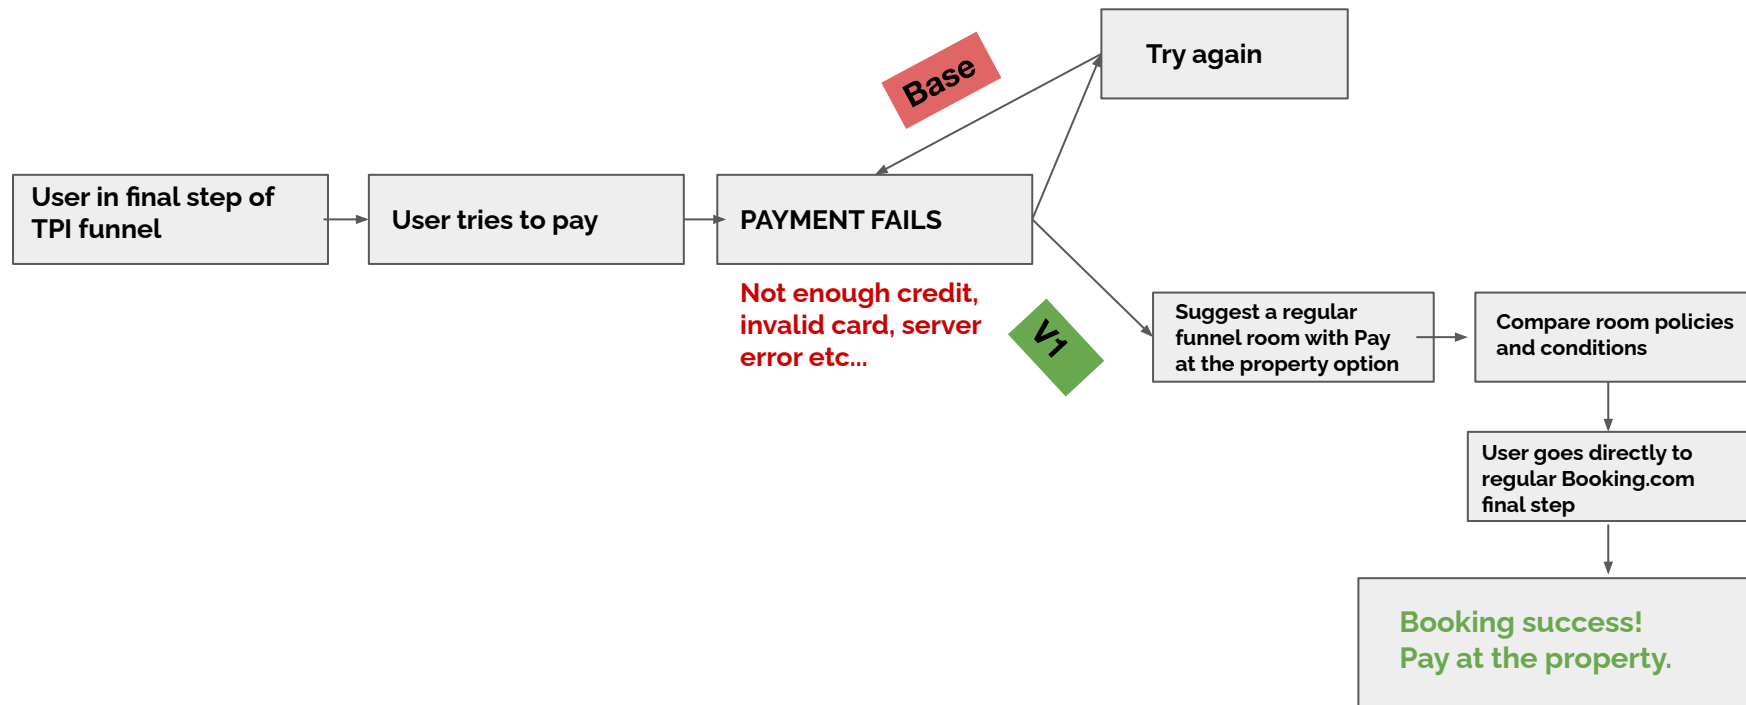 Try again
Base
User in final step of
TPI funnel
User tries to pay
PAYMENT FAILS
Not enough credit,
invalid card, server
error etc...
V1
Suggest a regular
funnel room with Pay
at the property option
Compare room policies
and conditions
User goes directly to
regular Booking.com
final step
Booking success!
Pay at the property.